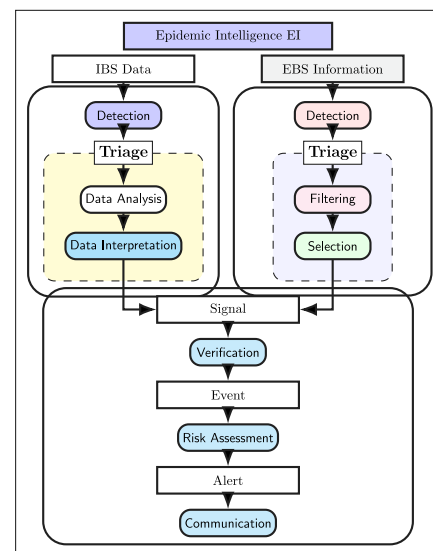 Epidemic Intelligence EI
IBS Data
EBS Information
Detection
Detection
Triage
Triage
Data Analysis
Filtering
Data Interpretation
Selection
Signal
Verification
Event
Risk Assessment
Alert
Communication